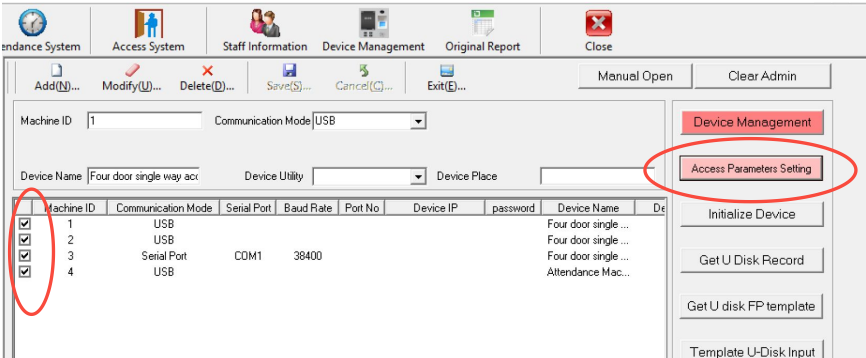 endance System Access System Staff Information Device Management Original Report Close
Add(N)... Modify(U)... Delete(D)... Save(S)... Cancel(C)... Exit(E)... Manual Open Clear Admin
Machine ID 1 Communication Mode USB Device Management
Device Name Four door single way acc Device Utility Device Place Access Parameters Setting
Machine ID Communication Mode Serial Port Baud Rate Port No Device IP password Device Name De
1 USB Four door single ...
2 USB Four door single ...
3 Serial Port COM1 38400 Four door single ...
4 USB Attendance Mac...
Initialize Device
Get U Disk Record
Get U disk FP template
Template U-Disk Input